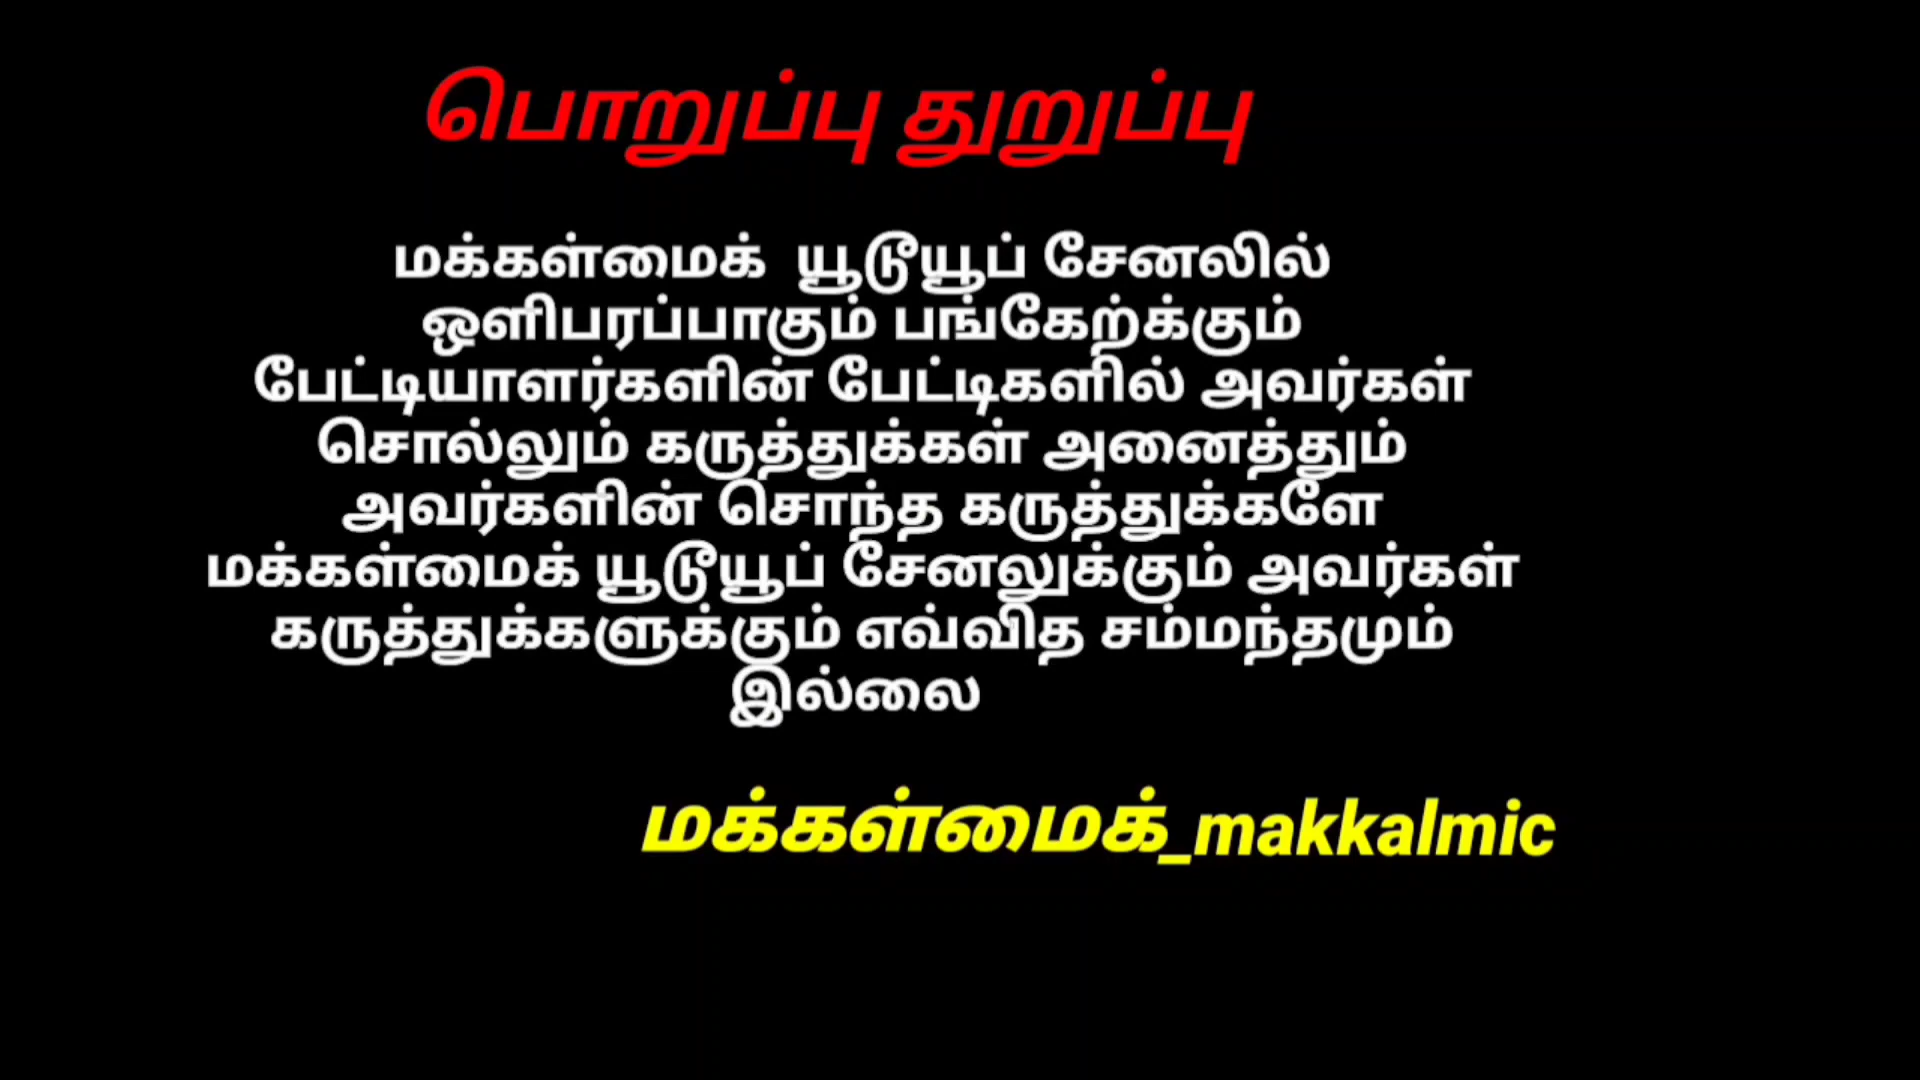 பொறுப்பு துறுப்பு
மக்கள்மைக் யூடூயூப் சேனலில்
ஒளிபரப்பாகும் பங்கேற்க்கும்
பேட்டியாளர்களின் பேட்டிகளில் அவர்கள்
சொல்லும் கருத்துக்கள் அனைத்தும்
அவர்களின் சொந்த கருத்துக்களே
மக்கள்மைக் யூடூயூப் சேனலுக்கும் அவர்கள்
கருத்துக்களுக்கும் எவ்வித சம்மந்தமும்
இல்லை
மக்கள்மைக்_makkalmic